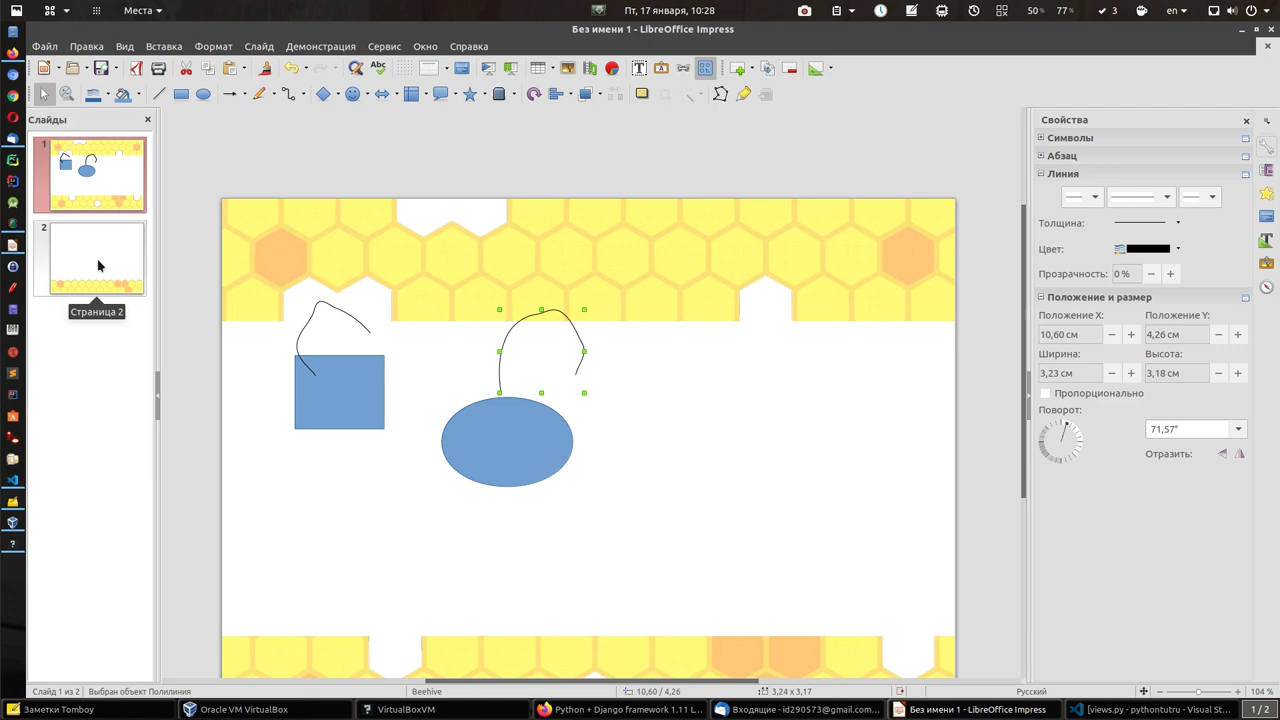 Места
Пт, 17 января, 10:28
50 %
77 %
3
en
Без имени 1 - LibreOffice Impress
Файл Правка Вид Вставка Формат Слайд Демонстрация Сервис Окно Справка
Слайды
1
2
Страница 2
Свойства
Символы
Абзац
Линия
Толщина:
Цвет:
Прозрачность: 0 %
Положение и размер
Положение X: Положение Y:
10,60 см 4,26 см
Ширина: Высота:
3,23 см 3,18 см
Пропорционально
Поворот:
71,57°
Отразить:
Слайд 1 из 2 Выбран объект Полилиния Beehive 10,60 / 4,26 3,24 x 3,17 Русский 104 %
Заметки Tomboy Oracle VM VirtualBox VirtualBoxVM Python + Django framework 1.11 L... Входящие - id290573@gmail.com... Без имени 1 - LibreOffice Impress [views.py - pythontutru - Visual St... 1 / 2